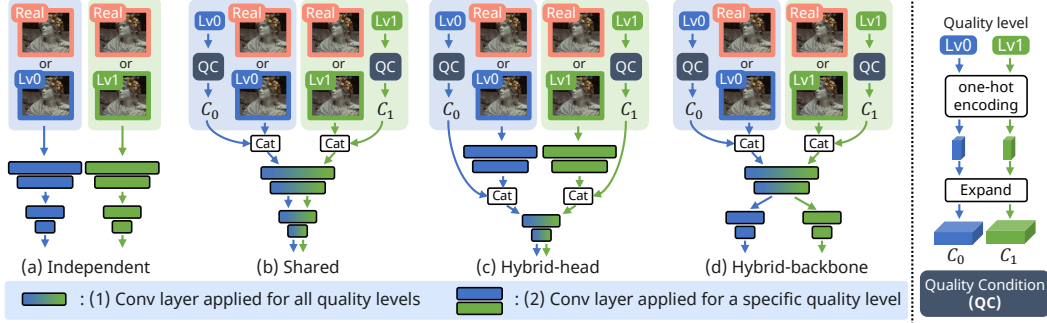 Real
Real
or
or
Lv0
Lv1
(a) Independent
Lv0
Real
Real
Lv1
QC
or
or
QC
Lv0
Lv1
C0
C1
Cat
Cat
(b) Shared
Lv0
Real
Real
Lv1
QC
or
or
QC
Lv0
Lv1
C0
C1
Cat
Cat
(c) Hybrid-head
Lv0
Real
Real
Lv1
QC
or
or
QC
Lv0
Lv1
C0
C1
Cat
Cat
(d) Hybrid-backbone
: (1) Conv layer applied for all quality levels
: (2) Conv layer applied for a specific quality level
Quality level
Lv0
Lv1
one-hot
encoding
Expand
C0
C1
Quality Condition
(QC)